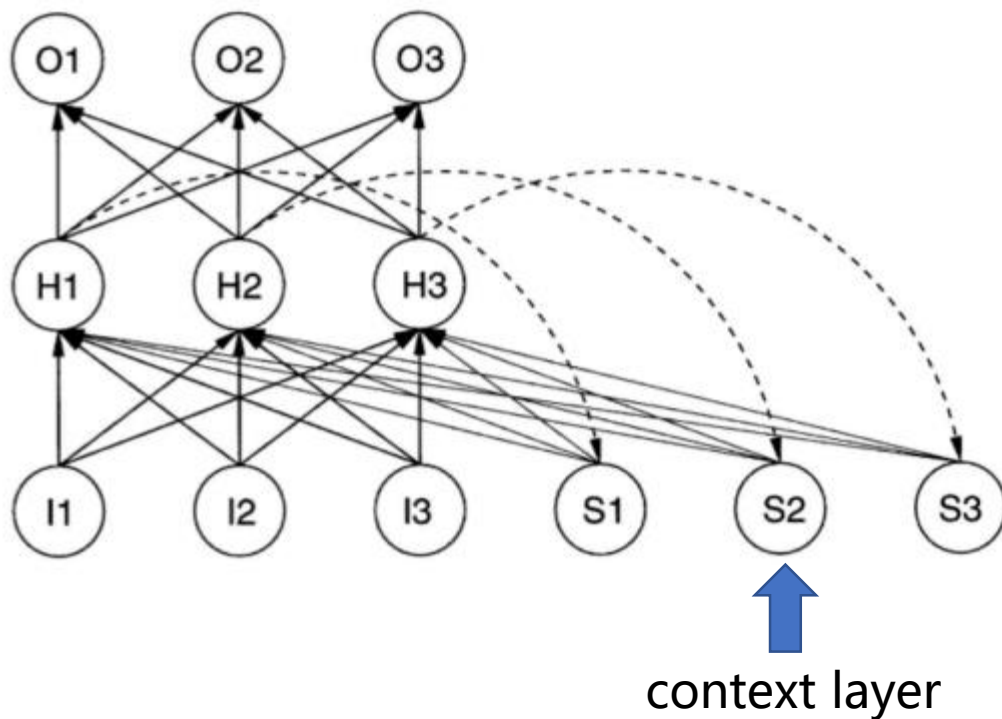 O1 O2 O3
H1 H2 H3
I1 I2 I3 S1 S2 S3
context layer